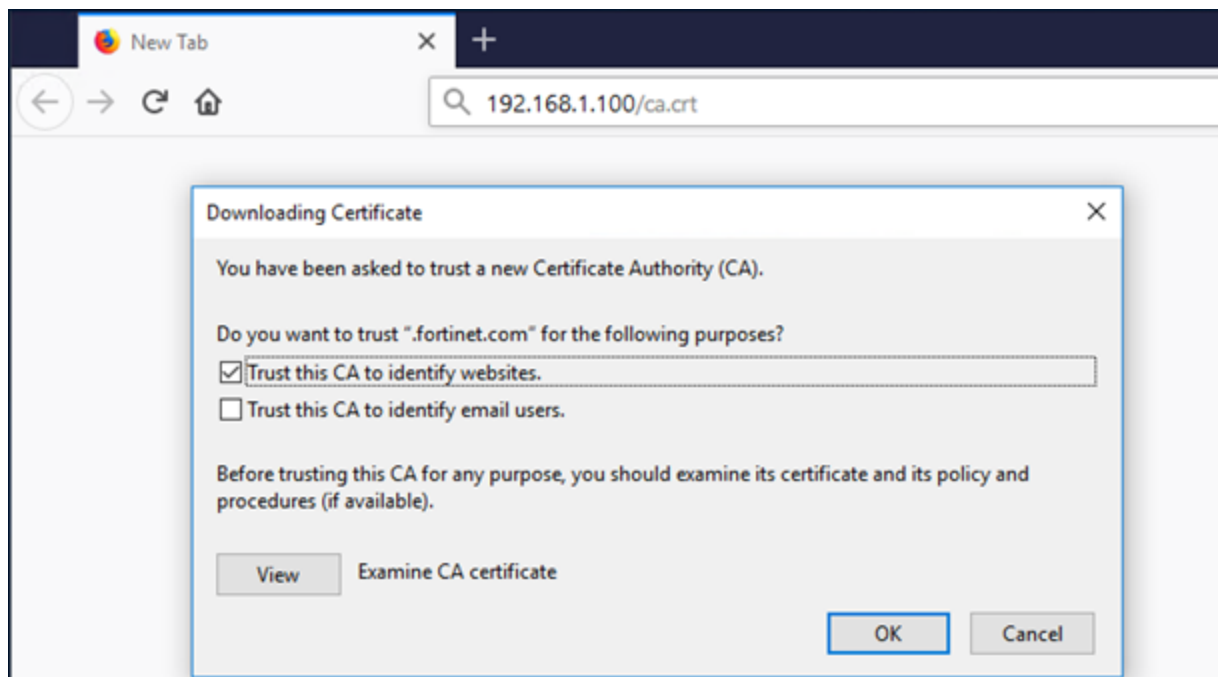 New Tab
192.168.1.100/ca.crt
Downloading Certificate
You have been asked to trust a new Certificate Authority (CA).
Do you want to trust ".fortinet.com" for the following purposes?
Trust this CA to identify websites.
Trust this CA to identify email users.
Before trusting this CA for any purpose, you should examine its certificate and its policy and
procedures (if available).
View Examine CA certificate
OK Cancel